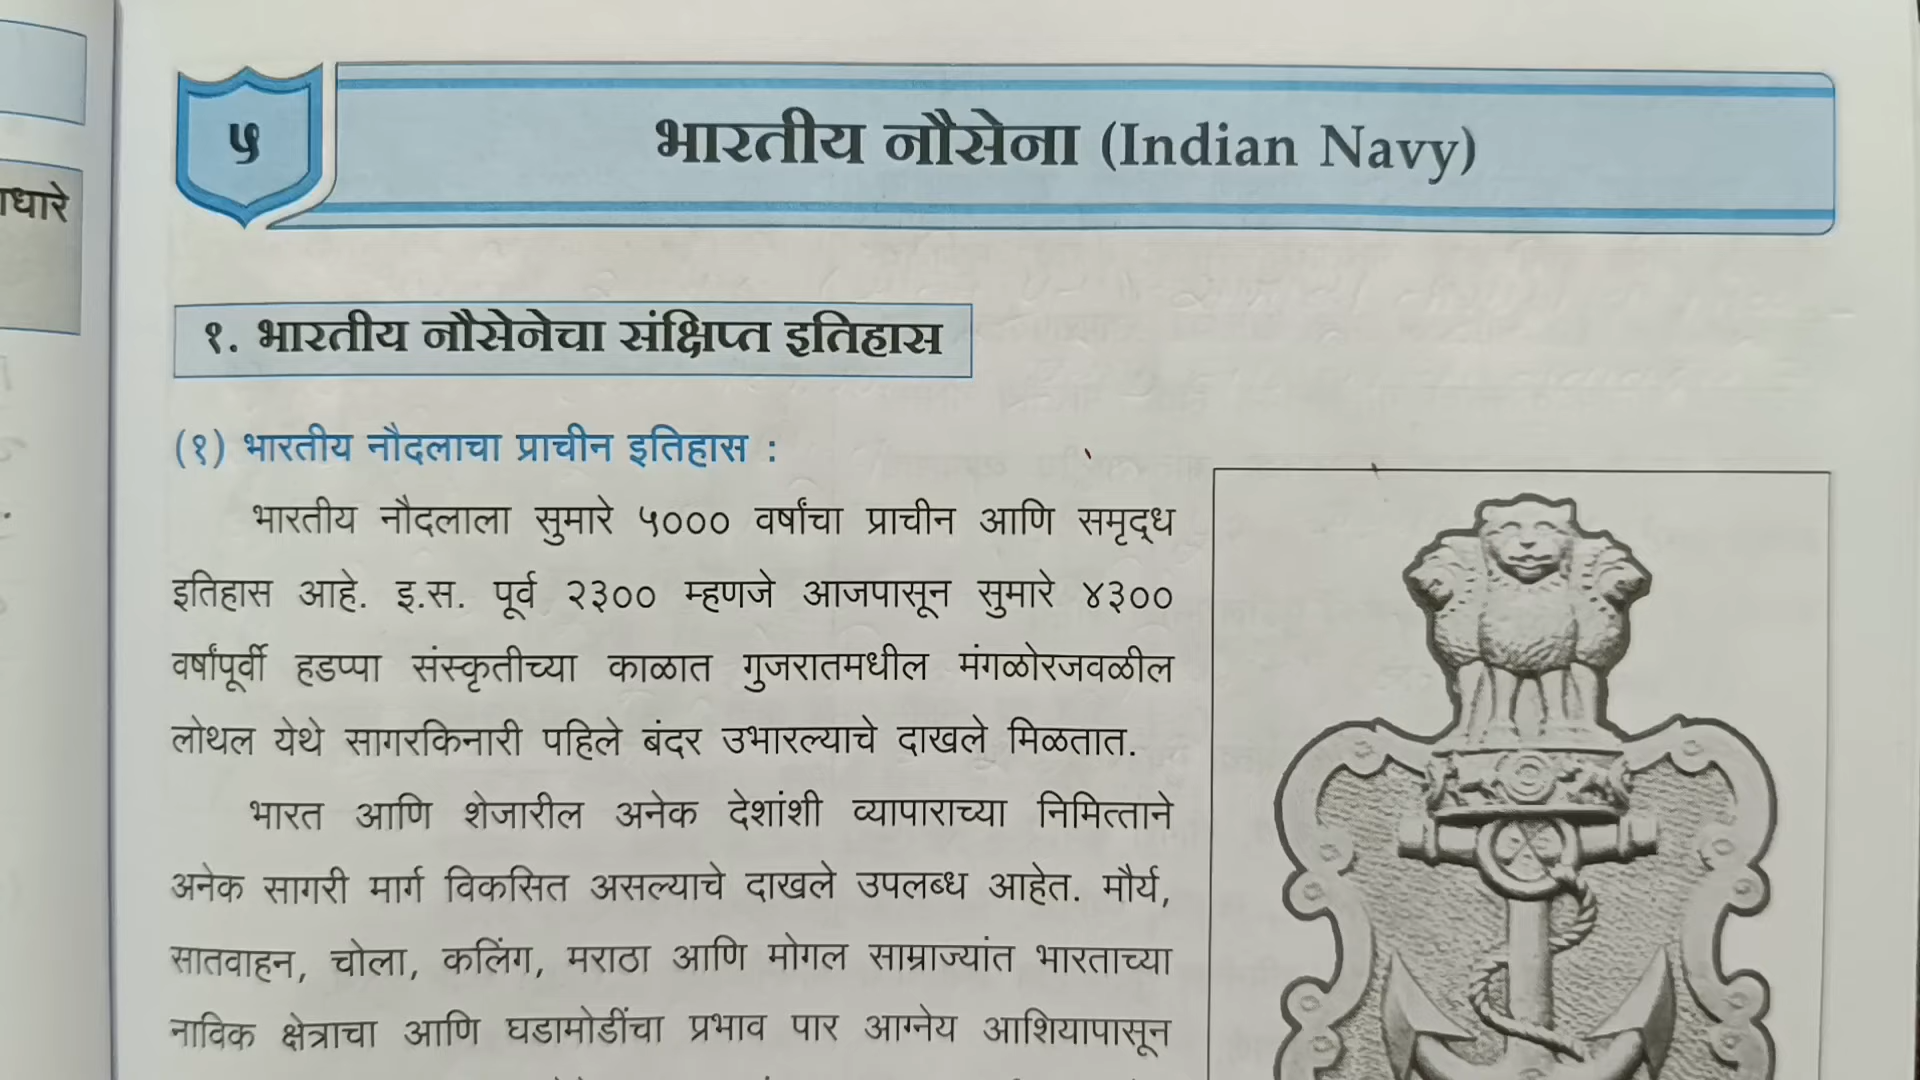 ाधारे
५
भारतीय नौसेना (Indian Navy)
१. भारतीय नौसेनेचा संक्षिप्त इतिहास
(१) भारतीय नौदलाचा प्राचीन इतिहास :
भारतीय नौदलाला सुमारे ५००० वर्षांचा प्राचीन आणि समृद्ध
इतिहास आहे. इ.स. पूर्व २३०० म्हणजे आजपासून सुमारे ४३००
वर्षांपूर्वी हडप्पा संस्कृतीच्या काळात गुजरातमधील मंगळोरजवळील
लोथल येथे सागरकिनारी पहिले बंदर उभारल्याचे दाखले मिळतात.
भारत आणि शेजारील अनेक देशांशी व्यापाराच्या निमित्ताने
अनेक सागरी मार्ग विकसित असल्याचे दाखले उपलब्ध आहेत. मौर्य,
सातवाहन, चोला, कलिंग, मराठा आणि मोगल साम्राज्यांत भारताच्या
नाविक क्षेत्राचा आणि घडामोडींचा प्रभाव पार आग्नेय आशियापासून